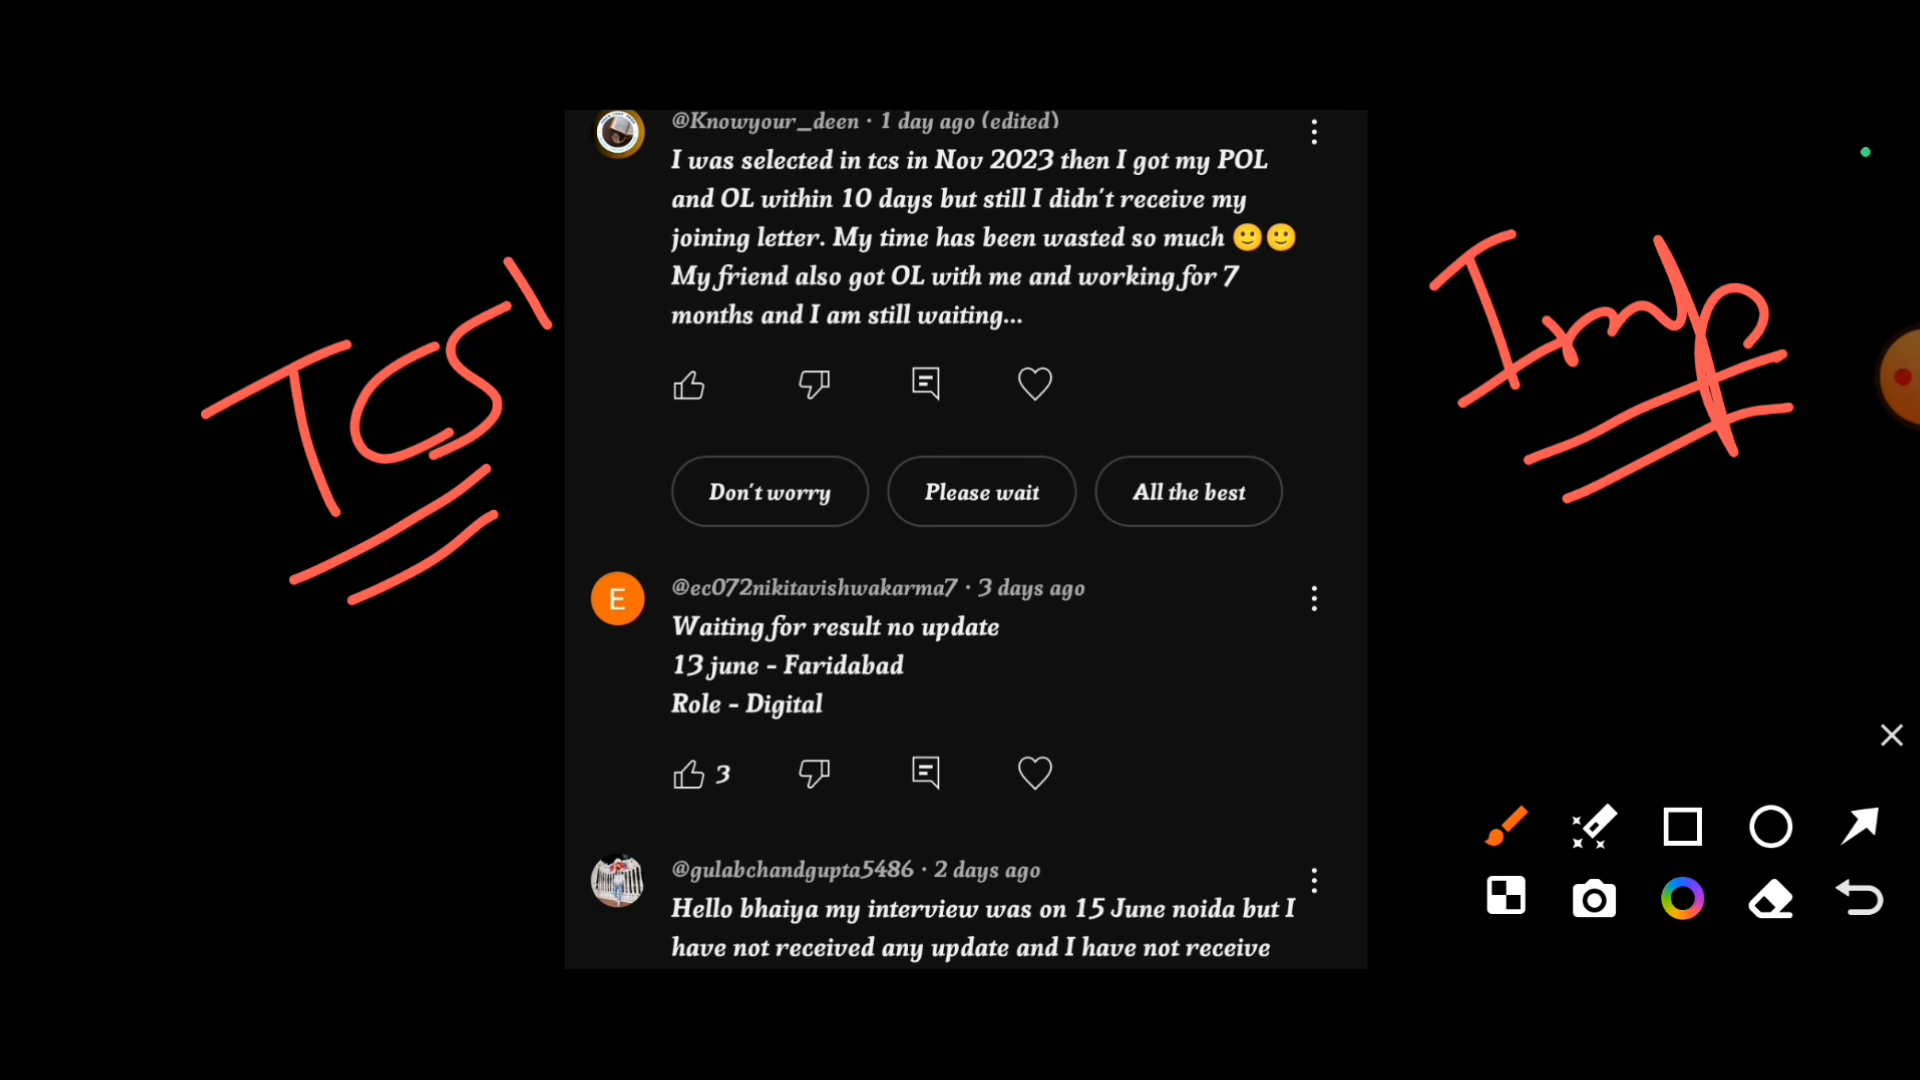 @Knowyour_deen · 1 day ago (edited)
I was selected in tcs in Nov 2023 then I got my POL
and OL within 10 days but still I didn't receive my
joining letter. My time has been wasted so much 🙂🙂
My friend also got OL with me and working for 7
months and I am still waiting...
TCS'
Imp
Don't worry
Please wait
All the best
E
@ec072nikitavishwakarma7 · 3 days ago
Waiting for result no update
13 june - Faridabad
Role - Digital
3
@gulabchandgupta5486 · 2 days ago
Hello bhaiya my interview was on 15 June noida but I
have not received any update and I have not receive